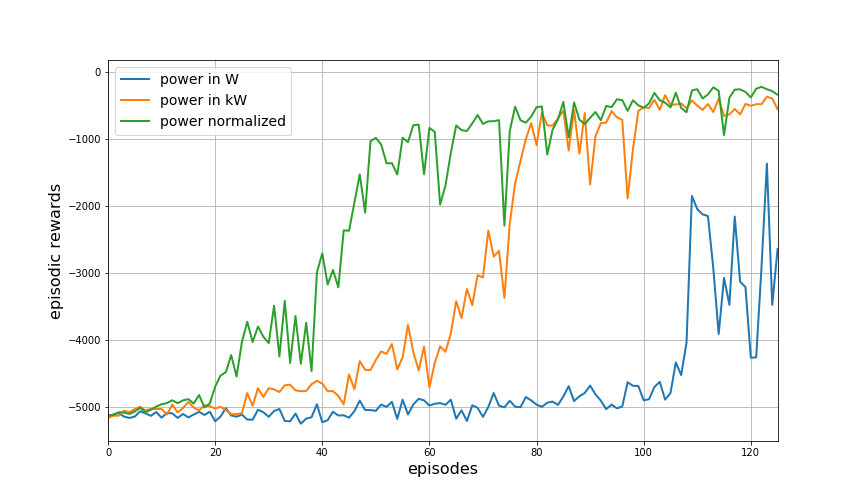 power in W
power in kW
power normalized
0
−1000
−2000
−3000
−4000
−5000
episodic rewards
0 20 40 60 80 100 120
episodes